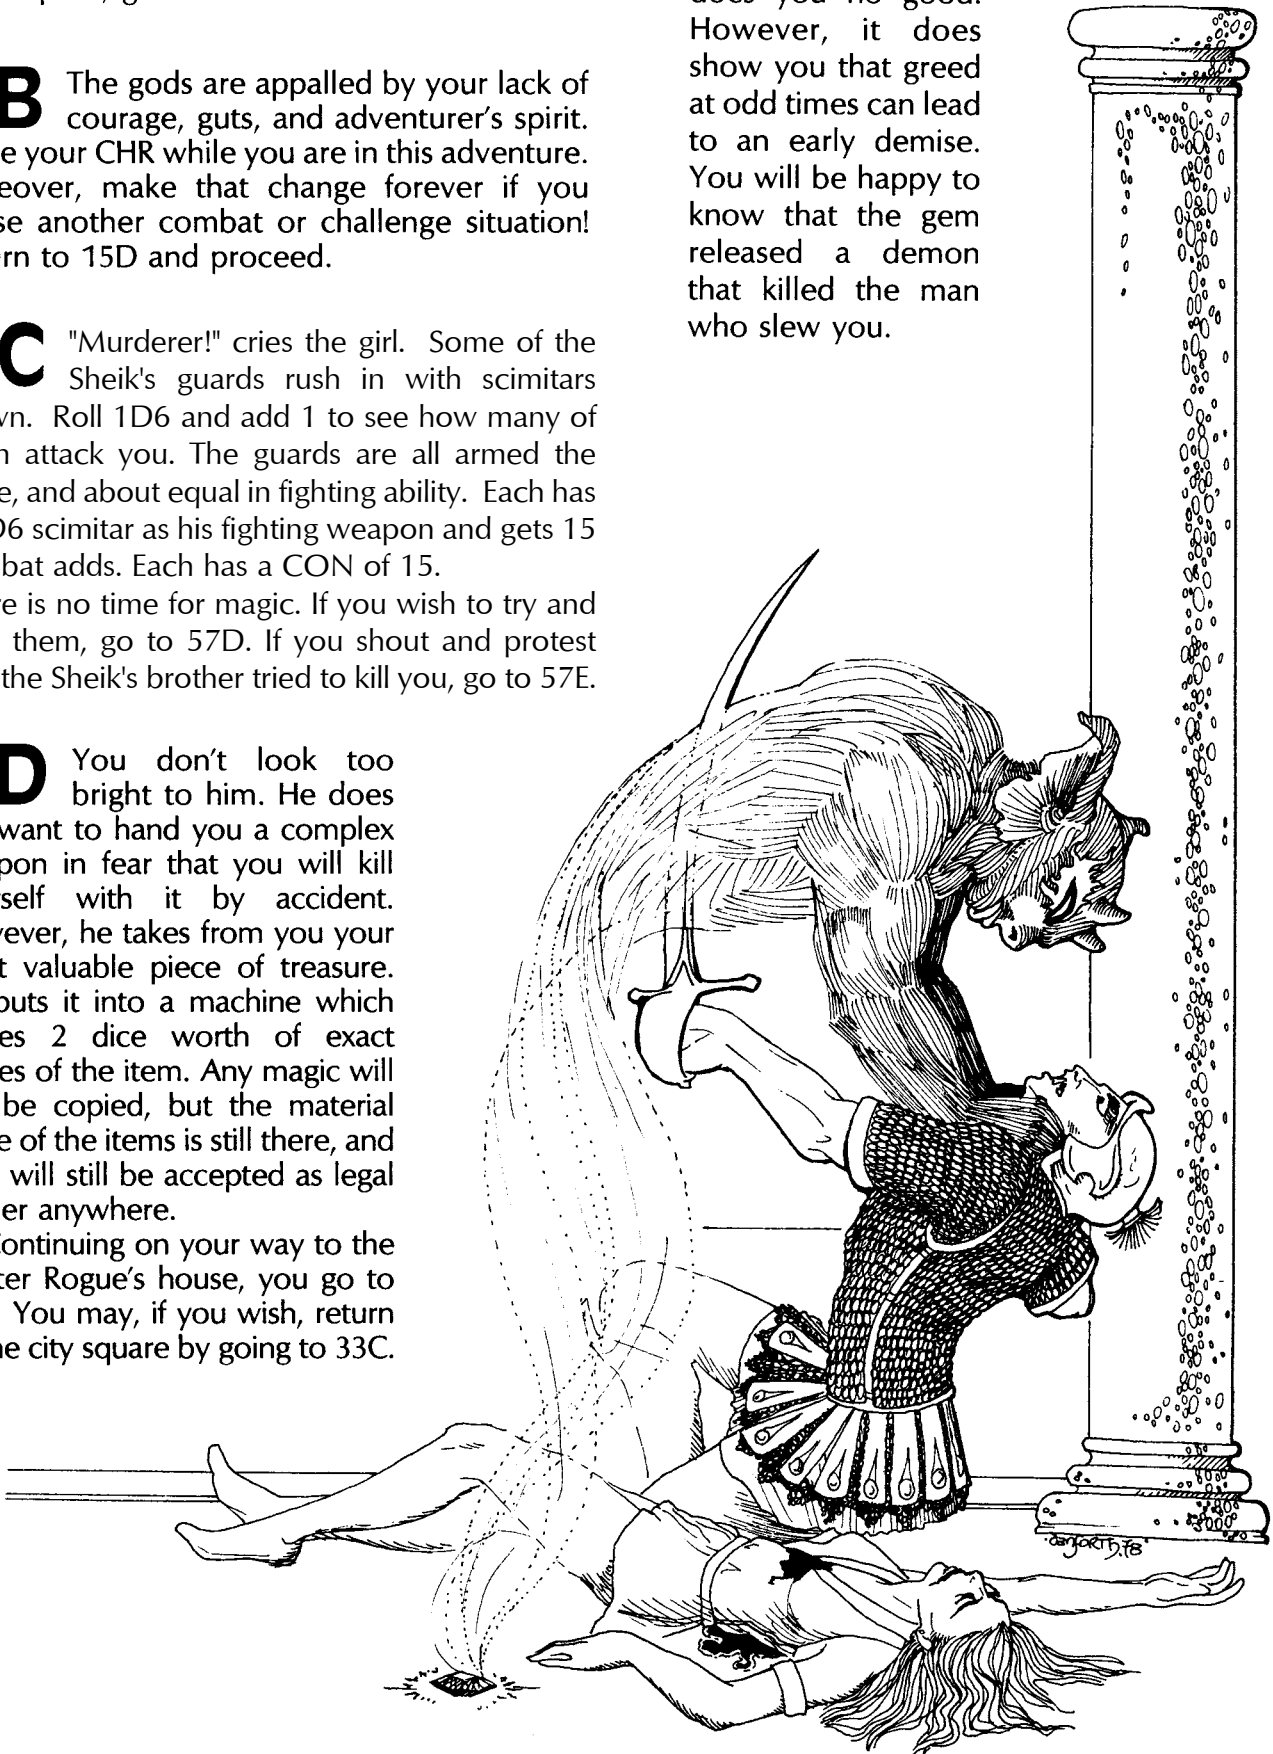 B The gods are appalled by your lack of
courage, guts, and adventurer's spirit.
e your CHR while you are in this adventure.
eover, make that change forever if you
se another combat or challenge situation!
rn to 15D and proceed.
C "Murderer!" cries the girl. Some of the
Sheik's guards rush in with scimitars
wn. Roll 1D6 and add 1 to see how many of
m attack you. The guards are all armed the
e, and about equal in fighting ability. Each has
D6 scimitar as his fighting weapon and gets 15
bat adds. Each has a CON of 15.
re is no time for magic. If you wish to try and
them, go to 57D. If you shout and protest
the Sheik's brother tried to kill you, go to 57E.
D You don't look too
bright to him. He does
want to hand you a complex
pon in fear that you will kill
rself with it by accident.
vever, he takes from you your
t valuable piece of treasure.
puts it into a machine which
es 2 dice worth of exact
es of the item. Any magic will
be copied, but the material
e of the items is still there, and
will still be accepted as legal
er anywhere.
Continuing on your way to the
ter Rogue's house, you go to
You may, if you wish, return
he city square by going to 33C.
does you no good!
However, it does
show you that greed
at odd times can lead
to an early demise.
You will be happy to
know that the gem
released a demon
that killed the man
who slew you.
danforth.78